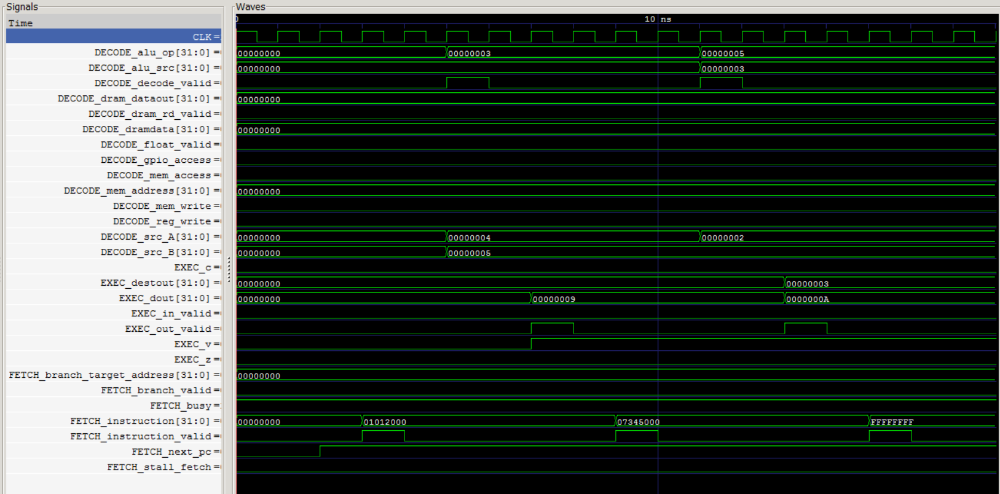 Signals Waves
Time 0 10 ns
CLK =
DECODE_alu_op[31:0] = 00000000 00000003 00000005
DECODE_alu_src[31:0] = 00000000 00000003
DECODE_decode_valid =
DECODE_dram_dataout[31:0] = 00000000
DECODE_dram_rd_valid =
DECODE_dramdata[31:0] = 00000000
DECODE_float_valid =
DECODE_gpio_access =
DECODE_mem_access =
DECODE_mem_address[31:0] = 00000000
DECODE_mem_write =
DECODE_reg_write =
DECODE_src_A[31:0] = 00000000 00000004 00000002
DECODE_src_B[31:0] = 00000000 00000005
EXEC_c =
EXEC_destout[31:0] = 00000000 00000003
EXEC_dout[31:0] = 00000000 00000009 0000000A
EXEC_in_valid =
EXEC_out_valid =
EXEC_v =
EXEC_z =
FETCH_branch_target_address[31:0] = 00000000
FETCH_branch_valid =
FETCH_busy =
FETCH_instruction[31:0] = 00000000 01012000 07345000 FFFFFFFF
FETCH_instruction_valid =
FETCH_next_pc =
FETCH_stall_fetch =